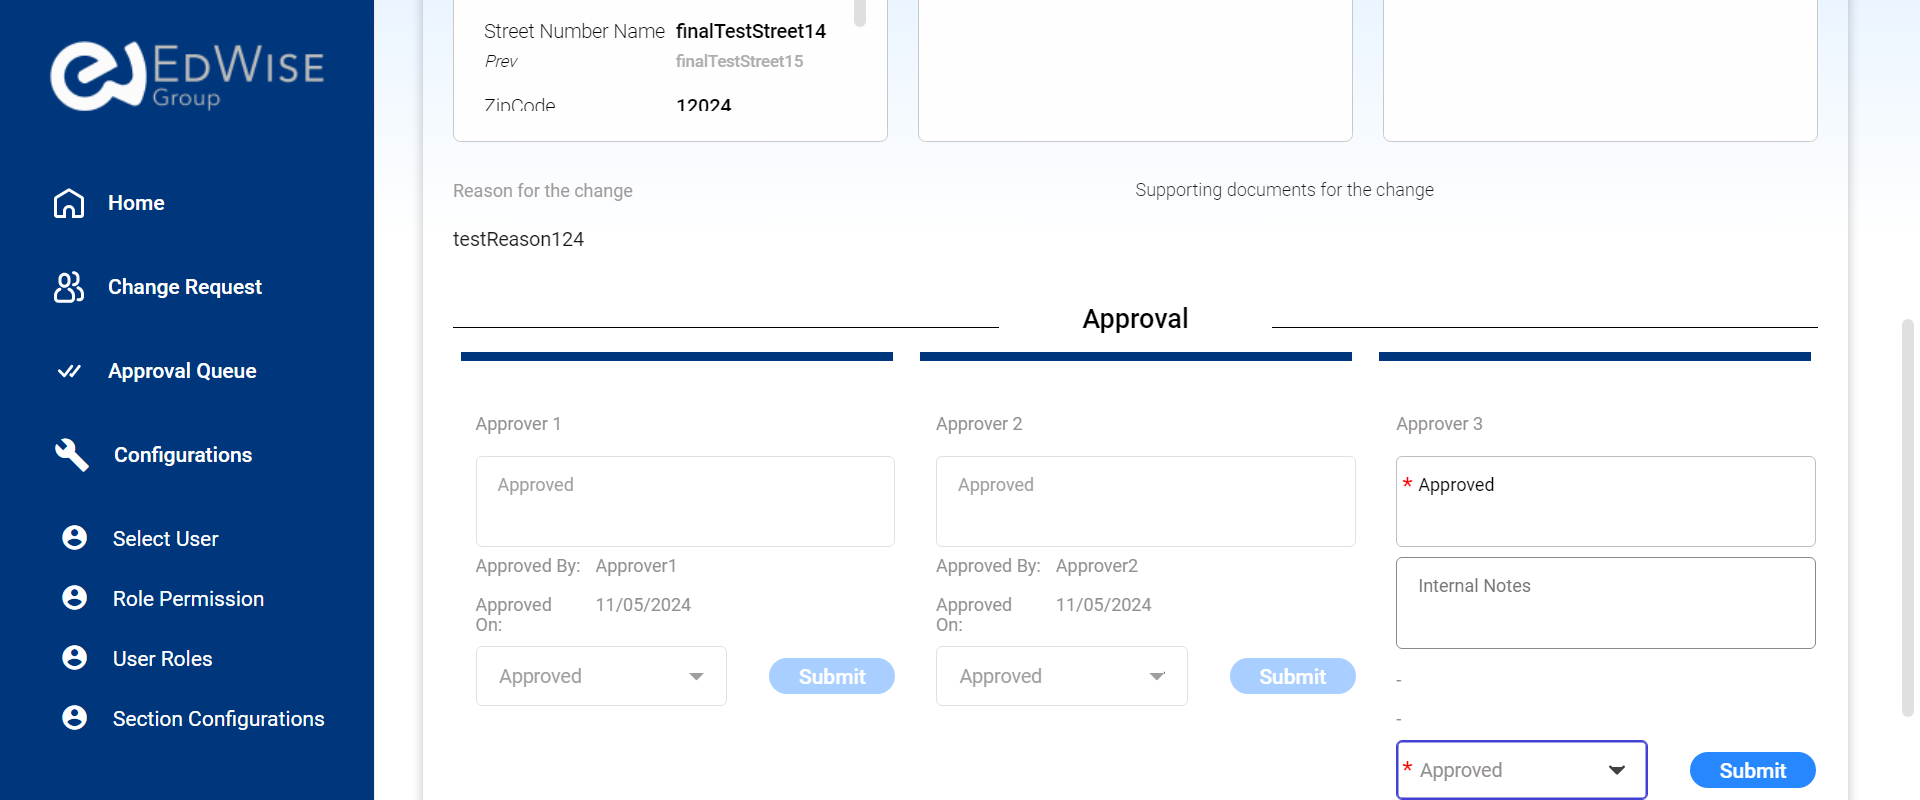 EDWISE
Group
Home
Change Request
Approval Queue
Configurations
Select User
Role Permission
User Roles
Section Configurations
Street Number Name finalTestStreet14
Prev finalTestStreet15
ZipCode 12024
Reason for the change
Supporting documents for the change
testReason124
Approval
Approver 1
Approved
Approved By: Approver1
Approved On: 11/05/2024
Approved Submit
Approver 2
Approved
Approved By: Approver2
Approved On: 11/05/2024
Approved Submit
Approver 3
* Approved
Internal Notes
-
-
* Approved Submit